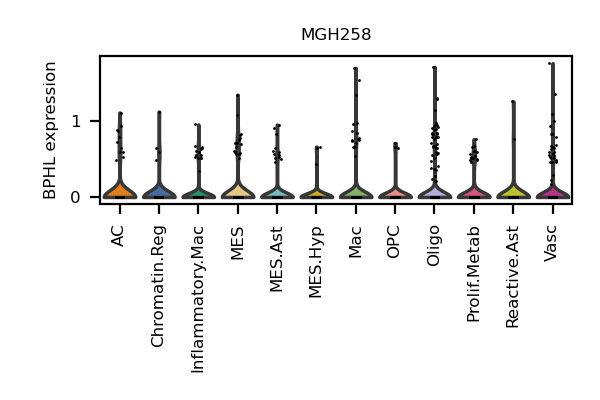 MGH258
BPHL expression
1
0
AC
Chromatin.Reg
Inflammatory.Mac
MES
MES.Ast
MES.Hyp
Mac
OPC
Oligo
Prolif.Metab
Reactive.Ast
Vasc